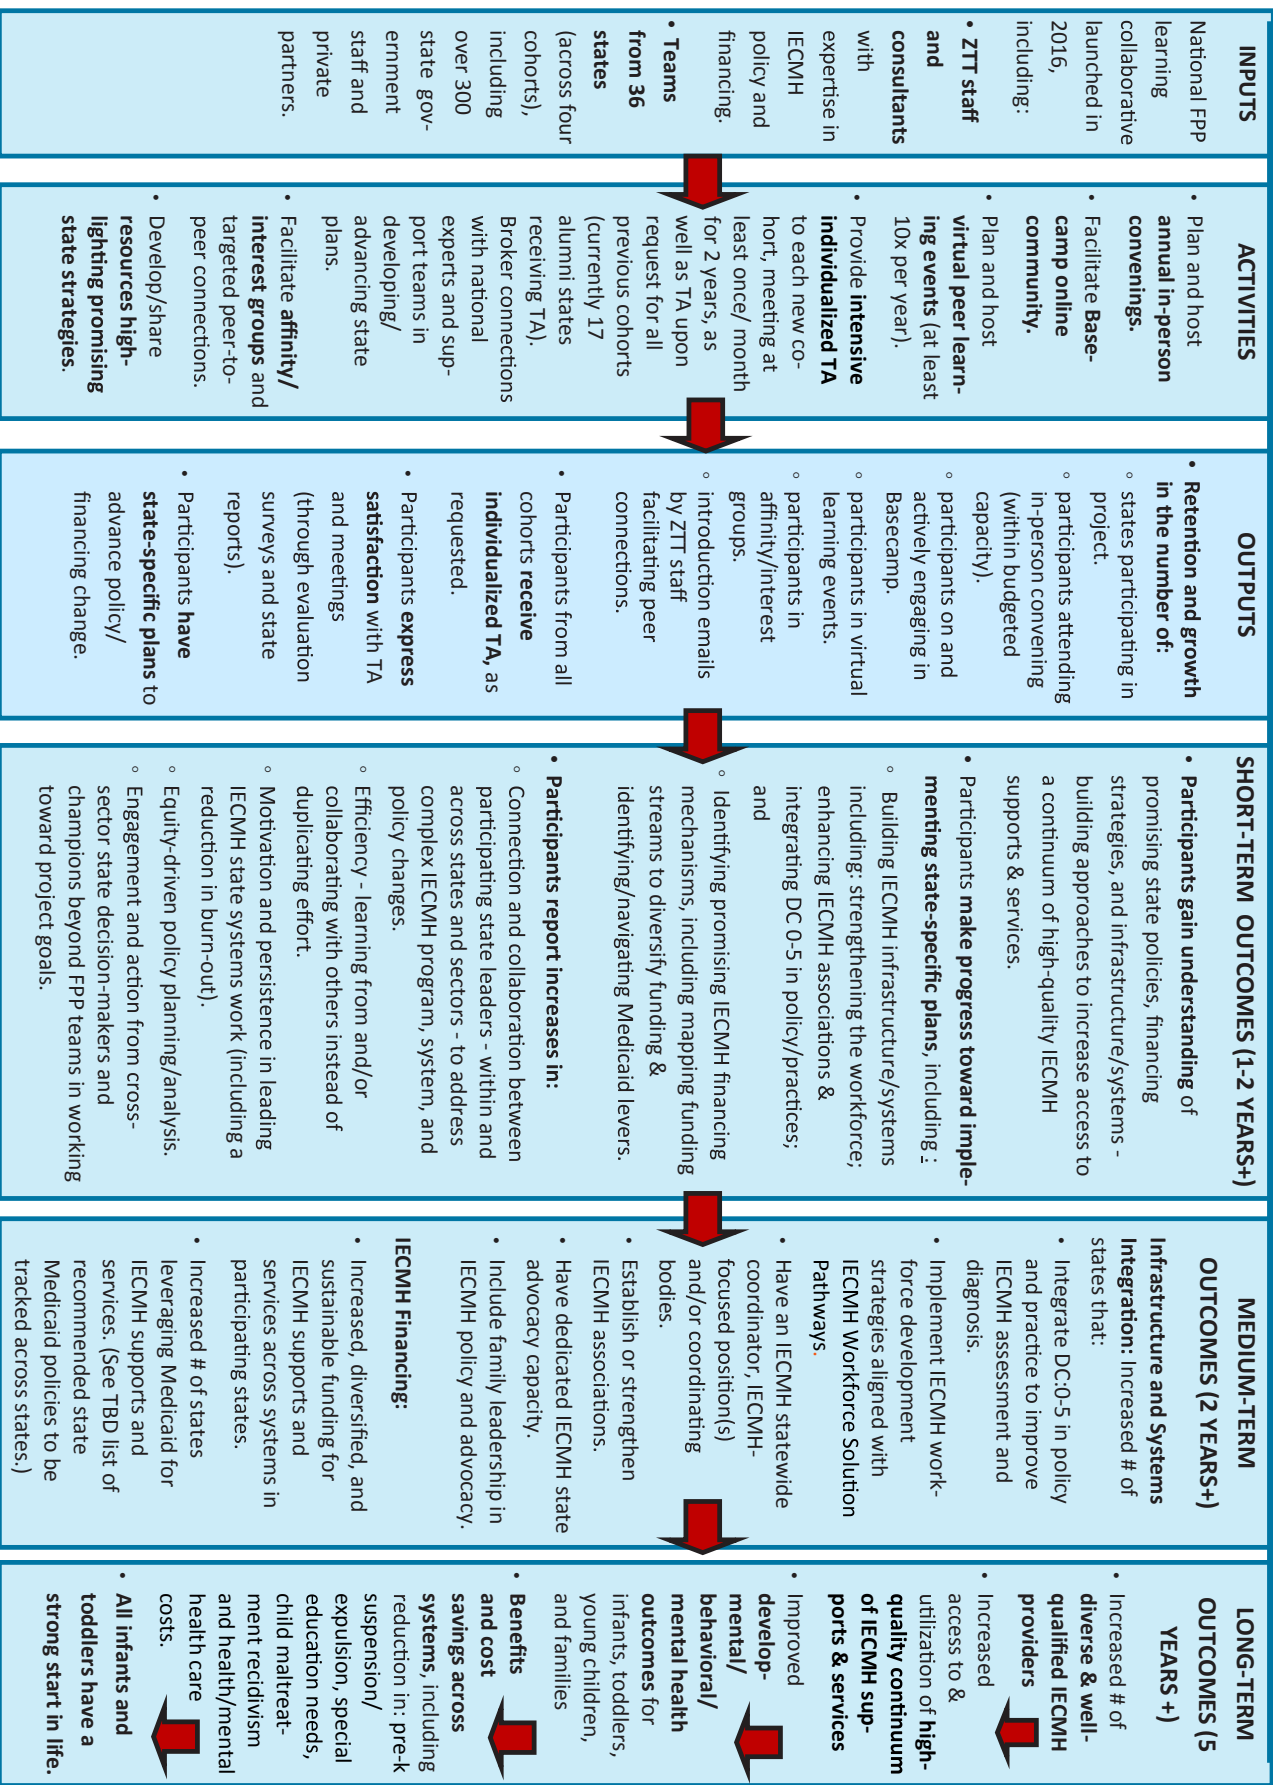 INPUTS
National FPP
learning
collaborative
launched in
2016,
including:
• ZTT staff
and
consultants
with
expertise in
IECMH
policy and
financing.
• Teams
from 36
states
(across four
cohorts),
including
over 300
state gov-
ernment
staff and
private
partners.
ACTIVITIES
• Plan and host
annual in-person
convenings.
• Facilitate Base-
camp online
community.
• Plan and host
virtual peer learn-
ing events (at least
10x per year).
• Provide intensive
individualized TA
to each new co-
hort, meeting at
least once/ month
for 2 years, as
well as TA upon
request for all
previous cohorts
(currently 17
alumni states
receiving TA).
Broker connections
with national
experts and sup-
port teams in
developing/
advancing state
plans.
• Facilitate affinity/
interest groups and
targeted peer-to-
peer connections.
• Develop/share
resources high-
lighting promising
state strategies.
OUTPUTS
• Retention and growth
in the number of:
◦ states participating in
project.
◦ participants attending
in-person convening
(within budgeted
capacity).
◦ participants on and
actively engaging in
Basecamp.
◦ participants in virtual
learning events.
◦ participants in
affinity/interest
groups.
◦ introduction emails
by ZTT staff
facilitating peer
connections.
• Participants from all
cohorts receive
individualized TA, as
requested.
• Participants express
satisfaction with TA
and meetings
(through evaluation
surveys and state
reports).
• Participants have
state-specific plans to
advance policy/
financing change.
SHORT-TERM OUTCOMES (1-2 YEARS+)
• Participants gain understanding of
promising state policies, financing
strategies, and infrastructure/systems -
building approaches to increase access to
a continuum of high-quality IECMH
supports & services.
• Participants make progress toward imple-
menting state-specific plans, including :
◦ Building IECMH infrastructure/systems
including: strengthening the workforce;
enhancing IECMH associations &
integrating DC 0-5 in policy/practices;
and
◦ Identifying promising IECMH financing
mechanisms, including mapping funding
streams to diversify funding &
identifying/navigating Medicaid levers.
• Participants report increases in:
◦ Connection and collaboration between
participating state leaders - within and
across states and sectors - to address
complex IECMH program, system, and
policy changes.
◦ Efficiency - learning from and/or
collaborating with others instead of
duplicating effort.
◦ Motivation and persistence in leading
IECMH state systems work (including a
reduction in burn-out).
◦ Equity-driven policy planning/analysis.
◦ Engagement and action from cross-
sector state decision-makers and
champions beyond FPP teams in working
toward project goals.
MEDIUM-TERM
OUTCOMES (2 YEARS+)
Infrastructure and Systems
Integration: Increased # of
states that:
• Integrate DC:0-5 in policy
and practice to improve
IECMH assessment and
diagnosis.
• Implement IECMH work-
force development
strategies aligned with
IECMH Workforce Solution
Pathways.
• Have an IECMH statewide
coordinator, IECMH-
focused position(s)
and/or coordinating
bodies.
• Establish or strengthen
IECMH associations.
• Have dedicated IECMH state
advocacy capacity.
• Include family leadership in
IECMH policy and advocacy.
IECMH Financing:
• Increased, diversified, and
sustainable funding for
IECMH supports and
services across systems in
participating states.
• Increased # of states
leveraging Medicaid for
IECMH supports and
services. (See TBD list of
recommended state
Medicaid policies to be
tracked across states.)
LONG-TERM
OUTCOMES (5
YEARS +)
• Increased # of
diverse & well-
qualified IECMH
providers
• Increased
access to &
utilization of high-
quality continuum
of IECMH sup-
ports & services
• Improved
develop-
mental/
behavioral/
mental health
outcomes for
infants, toddlers,
young children,
and families
• Benefits
and cost
savings across
systems, including
reduction in: pre-k
suspension/
expulsion, special
education needs,
child maltreat-
ment recidivism
and health/mental
health care
costs.
• All infants and
toddlers have a
strong start in life.